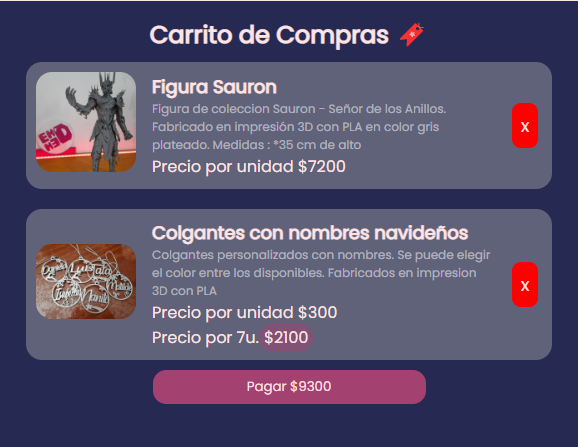 Carrito de Compras
Figura Sauron
Figura de coleccion Sauron - Señor de los Anillos.
Fabricado en impresión 3D con PLA en color gris
plateado. Medidas : *35 cm de alto
Precio por unidad $7200
x
Colgantes con nombres navideños
Colgantes personalizados con nombres. Se puede elegir
el color entre los disponibles. Fabricados en impresion
3D con PLA
Precio por unidad $300
Precio por 7u. $2100
x
Pagar $9300